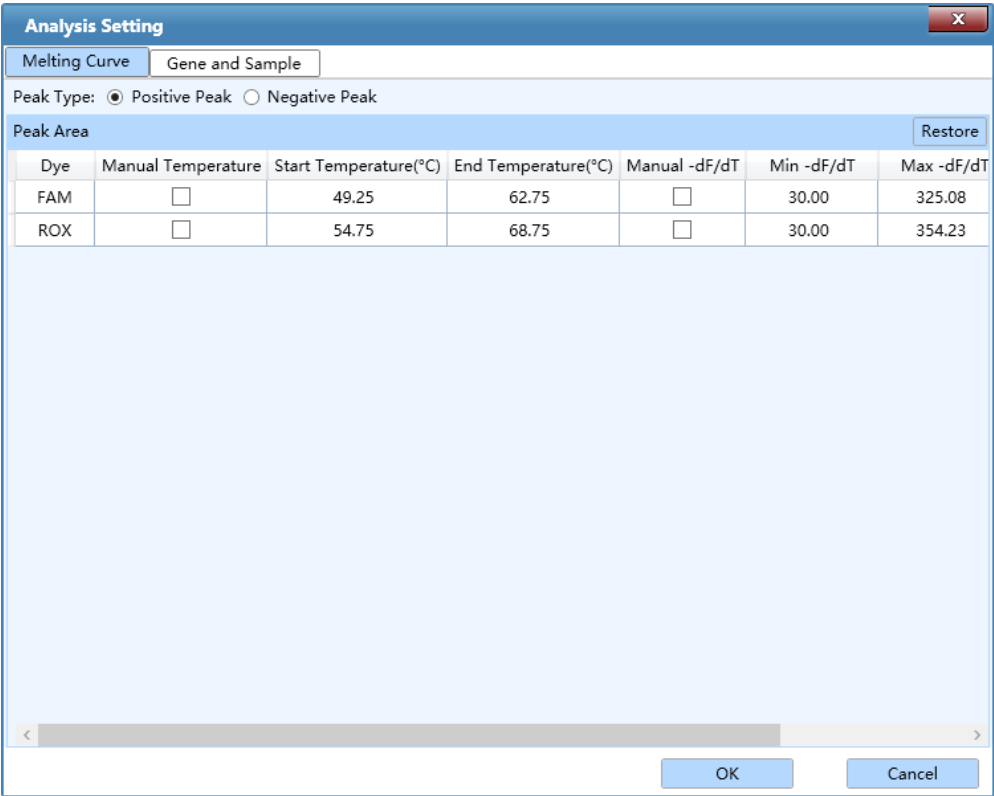 Analysis Setting
x
Melting Curve Gene and Sample
Peak Type: Positive Peak Negative Peak
Peak Area Restore
Dye Manual Temperature Start Temperature(°C) End Temperature(°C) Manual -dF/dT Min -dF/dT Max -dF/dT
FAM 49.25 62.75 30.00 325.08
ROX 54.75 68.75 30.00 354.23
OK Cancel